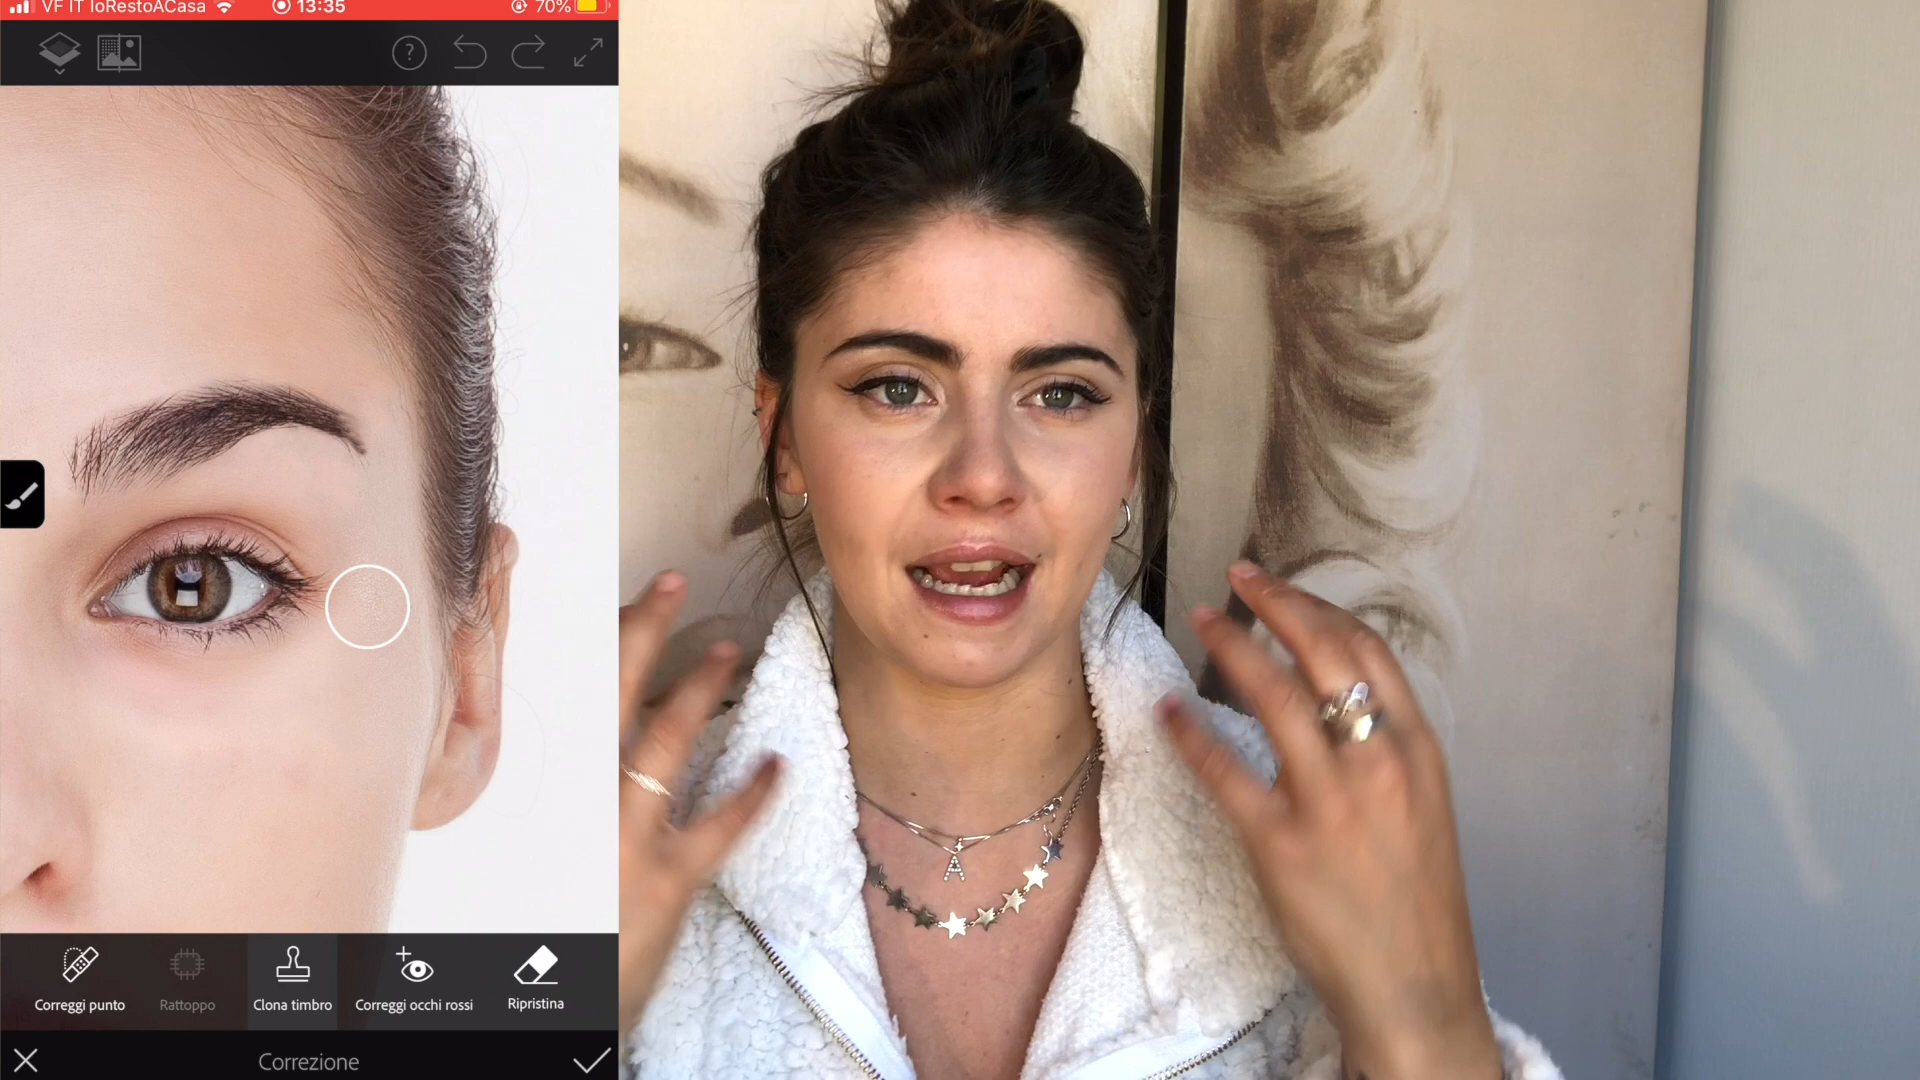 VF IT IoRestoACasa 13:35 70%
?
Correggi punto
Rattoppo
Clona timbro
Correggi occhi rossi
Ripristina
Correzione
A